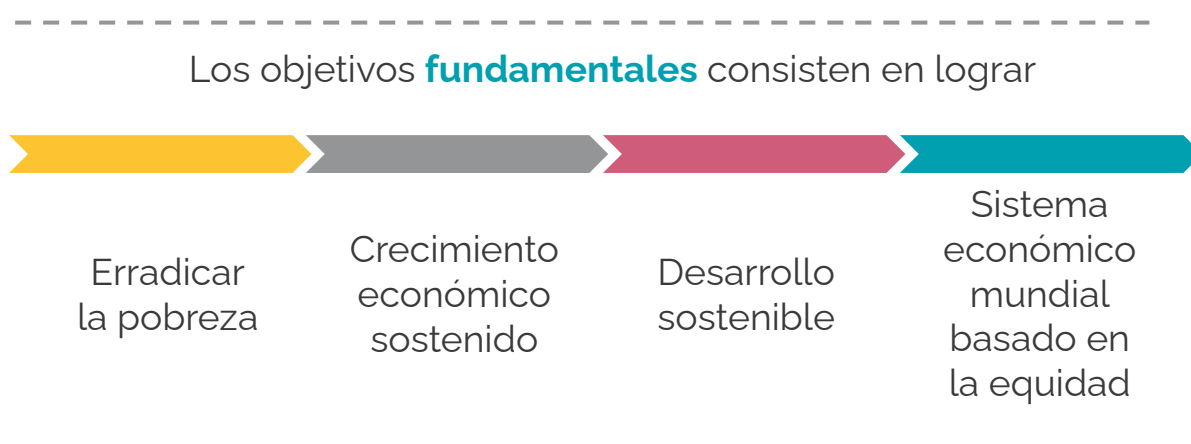 Los objetivos fundamentales consisten en lograr
Erradicar
la pobreza
Crecimiento
económico
sostenido
Desarrollo
sostenible
Sistema
económico
mundial
basado en
la equidad